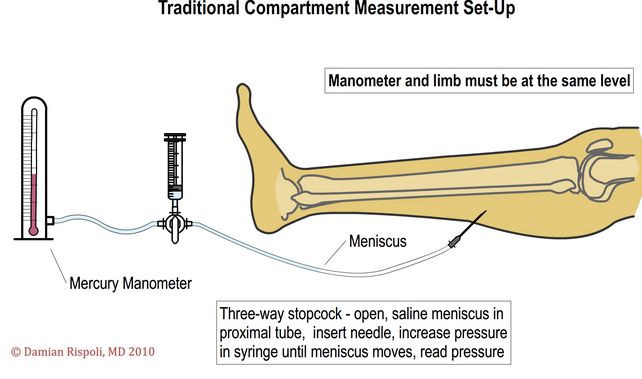 Traditional Compartment Measurement Set-Up
Manometer and limb must be at the same level
Meniscus
Mercury Manometer
Three-way stopcock - open, saline meniscus in
proximal tube, insert needle, increase pressure
in syringe until meniscus moves, read pressure
© Damian Rispoli, MD 2010